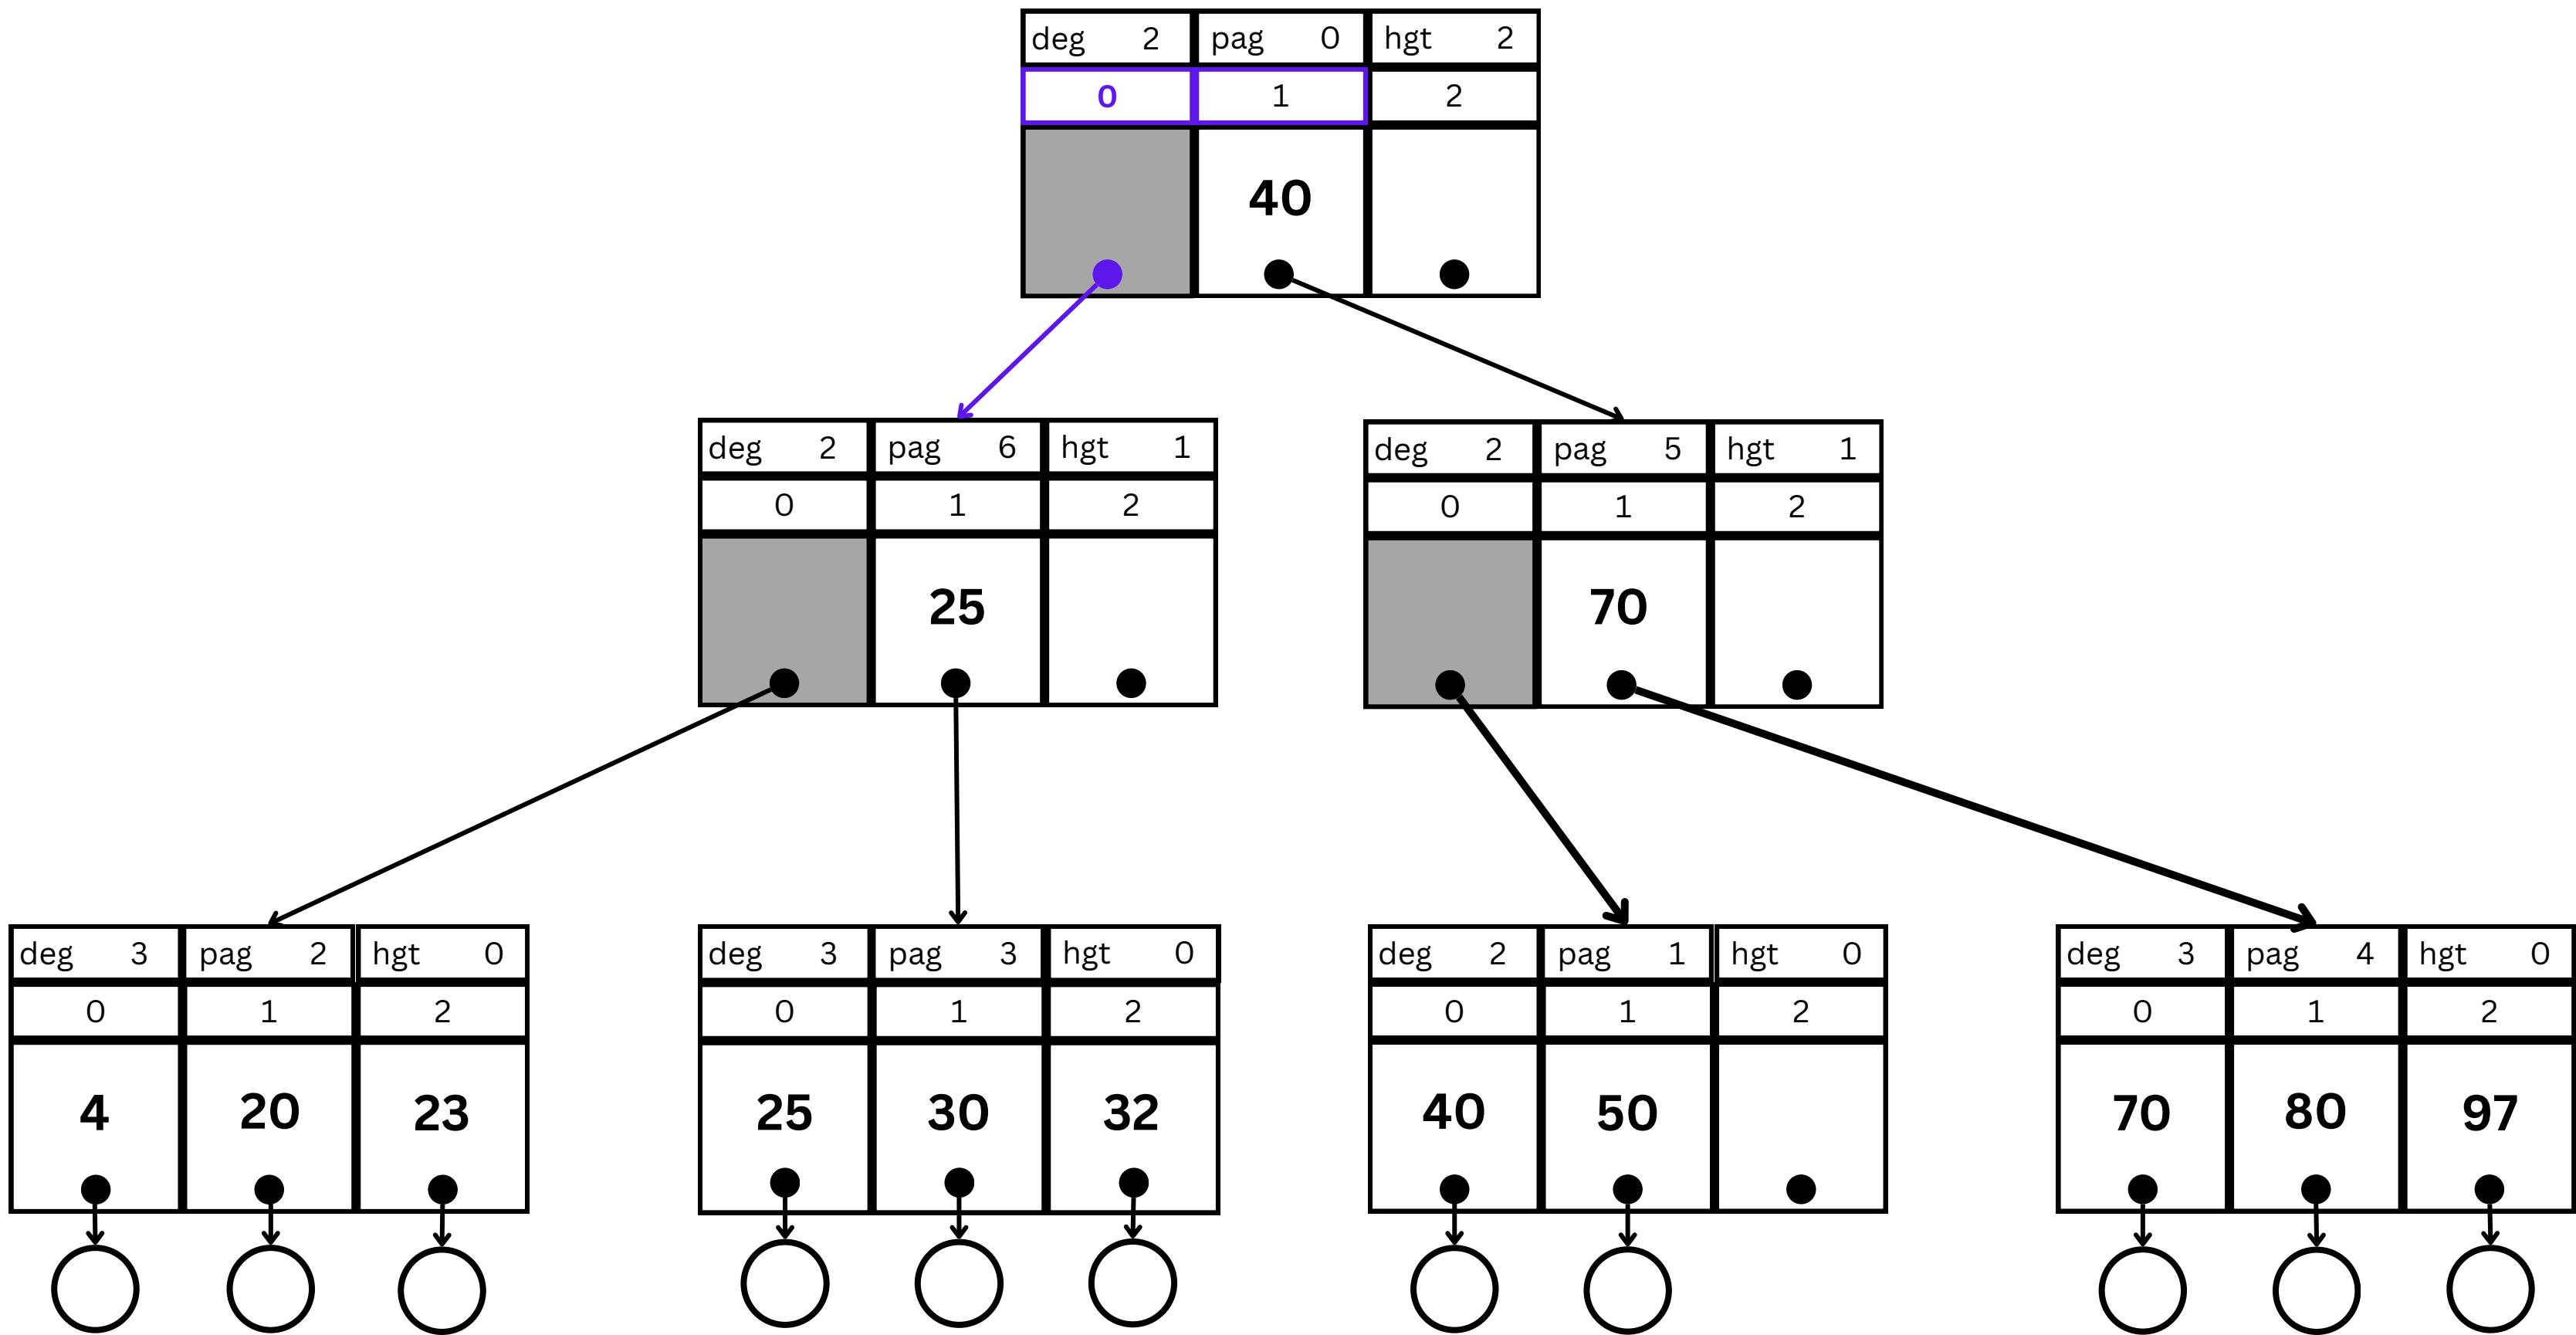 deg 2 pag 0 hgt 2
0 1 2
40
deg 2 pag 6 hgt 1
0 1 2
25
deg 2 pag 5 hgt 1
0 1 2
70
deg 3 pag 2 hgt 0
0 1 2
4 20 23
deg 3 pag 3 hgt 0
0 1 2
25 30 32
deg 2 pag 1 hgt 0
0 1 2
40 50
deg 3 pag 4 hgt 0
0 1 2
70 80 97